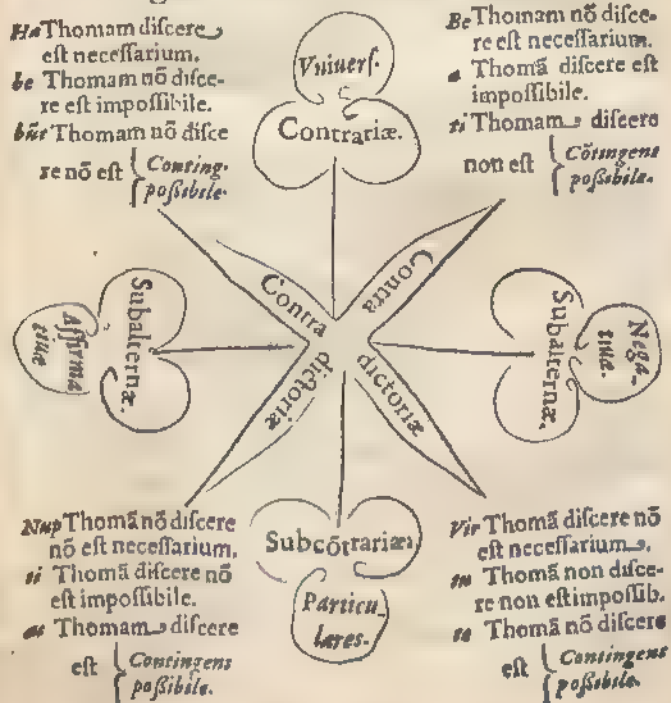 Ha Thomam discere
est necessarium.
be Thomam nõ disce-
re est impossibile.
bũt Thomam nõ disce
re nõ est { Conting.
possibile.
Vniuers.
Contrariæ.
Be Thomam nõ disce-
re est necessarium.
a Thomã discere est
impossibile.
ti Thomam discere
non est { Cõtingens
possibile.
Contra
dictoriæ
Contra
dictoriæ
Subalternæ.
Affirma
tiuæ
Subalternæ.
Nega-
tiuæ.
Nup Thomã nõ discere
nõ est necessarium.
ti Thomã discere nõ
est impossibile.
Thomam discere
est { Contingens
possibile.
Subcõtrariæ
Particu-
lares.
Vir Thomã discere nõ
est necessarium.
tu Thomã non disce-
re non est impossib.
te Thomã nõ discere
est { Contingens
possibile.